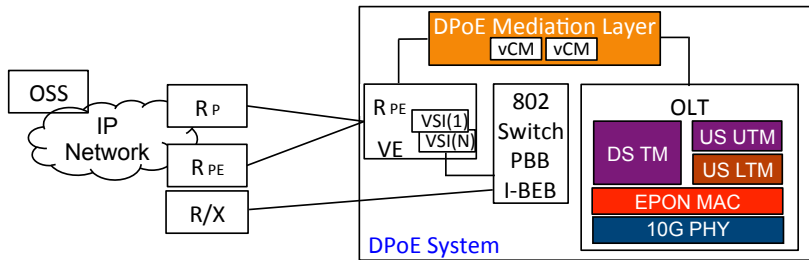 DPoE Mediation Layer
vCM vCM
OSS
IP
Network
R P
R PE
R/X
R PE
VSI(1)
VSI(N)
VE
802
Switch
PBB
I-BEB
OLT
DS TM
US UTM
US LTM
EPON MAC
10G PHY
DPoE System